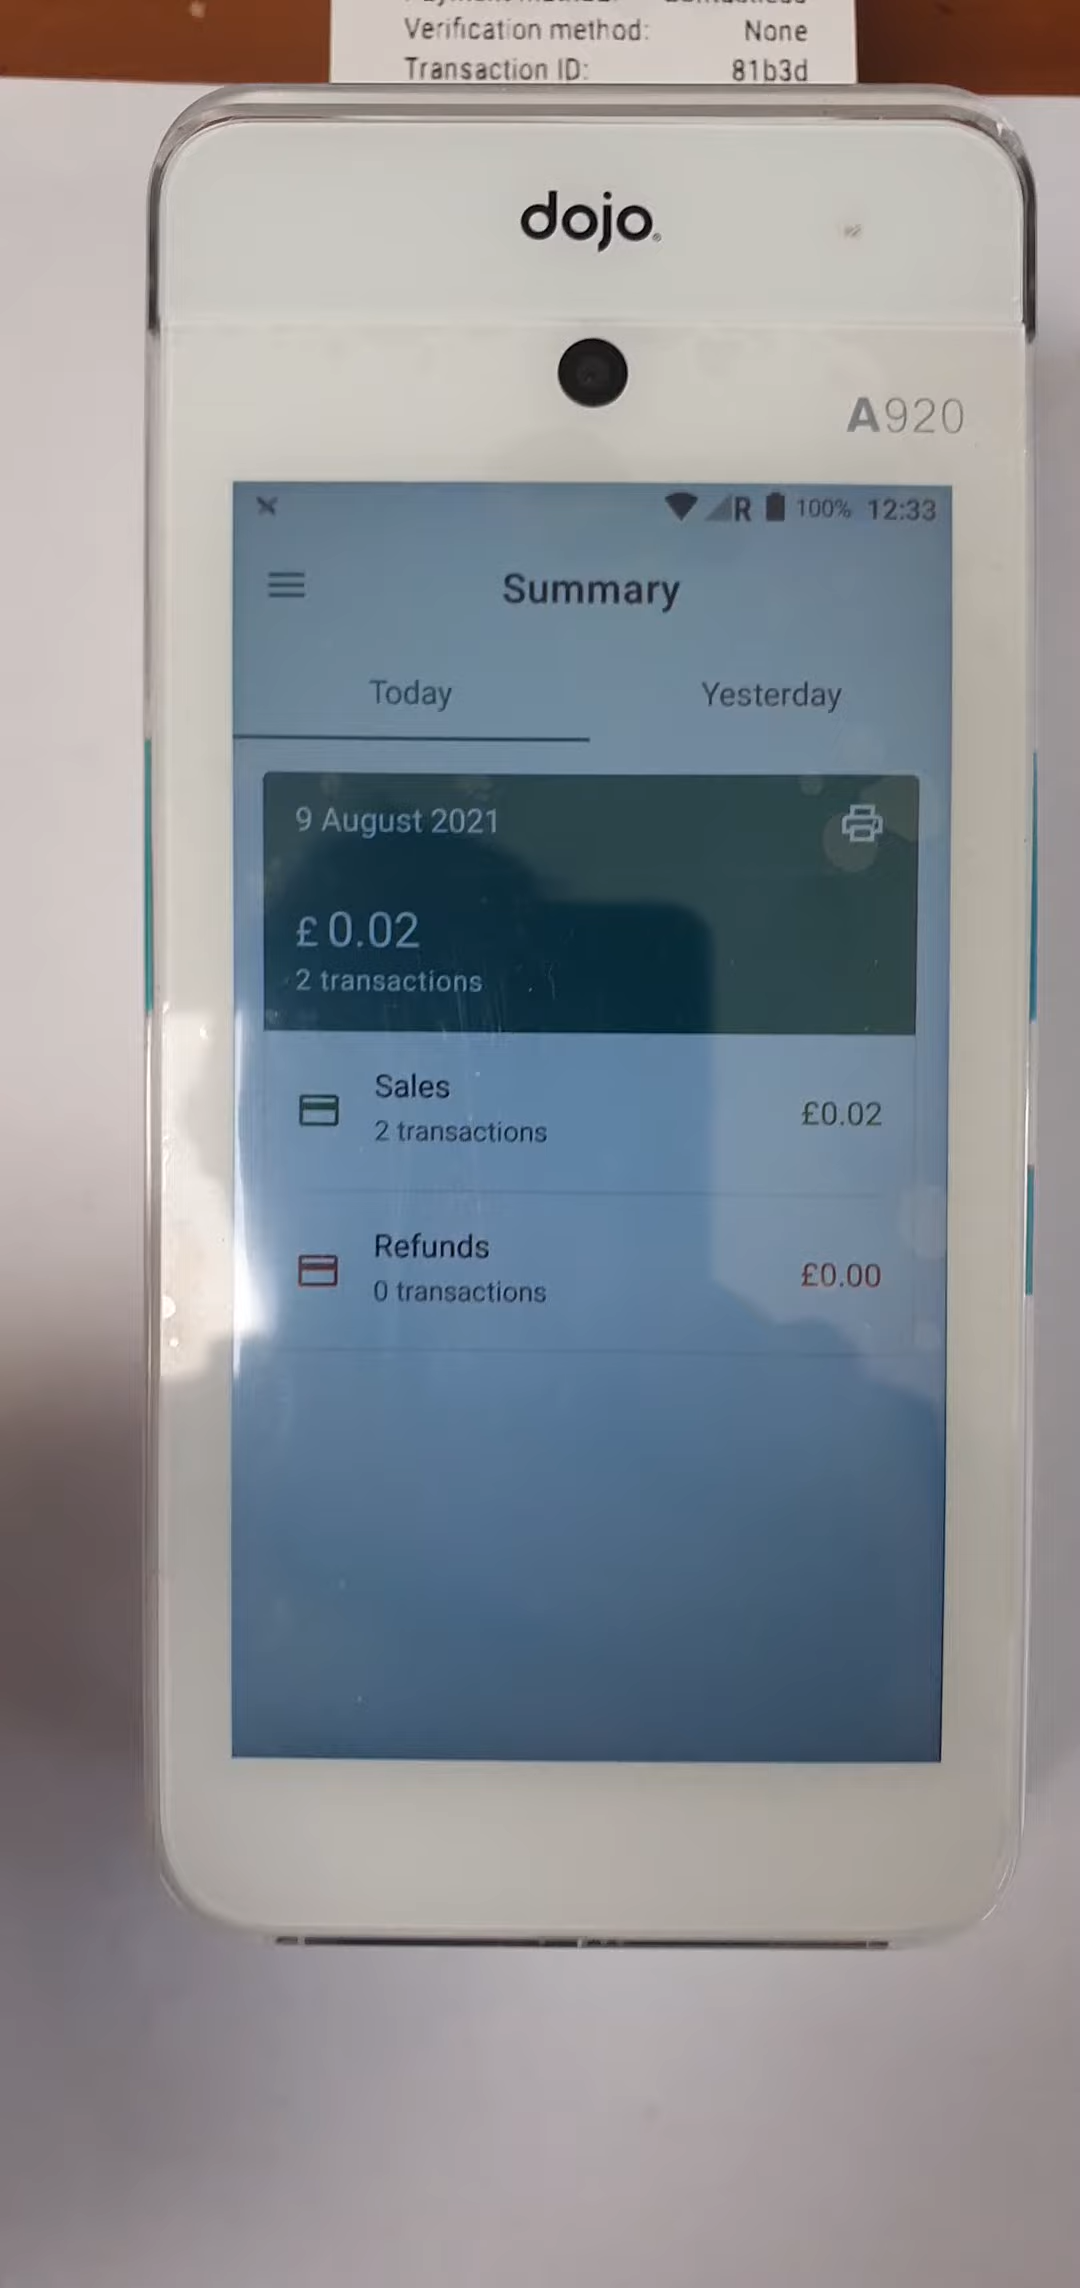 Verification method: None
Transaction ID: 81b3d
dojo
A920
R 100% 12:33
Summary
Today Yesterday
9 August 2021
£0.02
2 transactions
Sales
2 transactions
£0.02
Refunds
0 transactions
£0.00